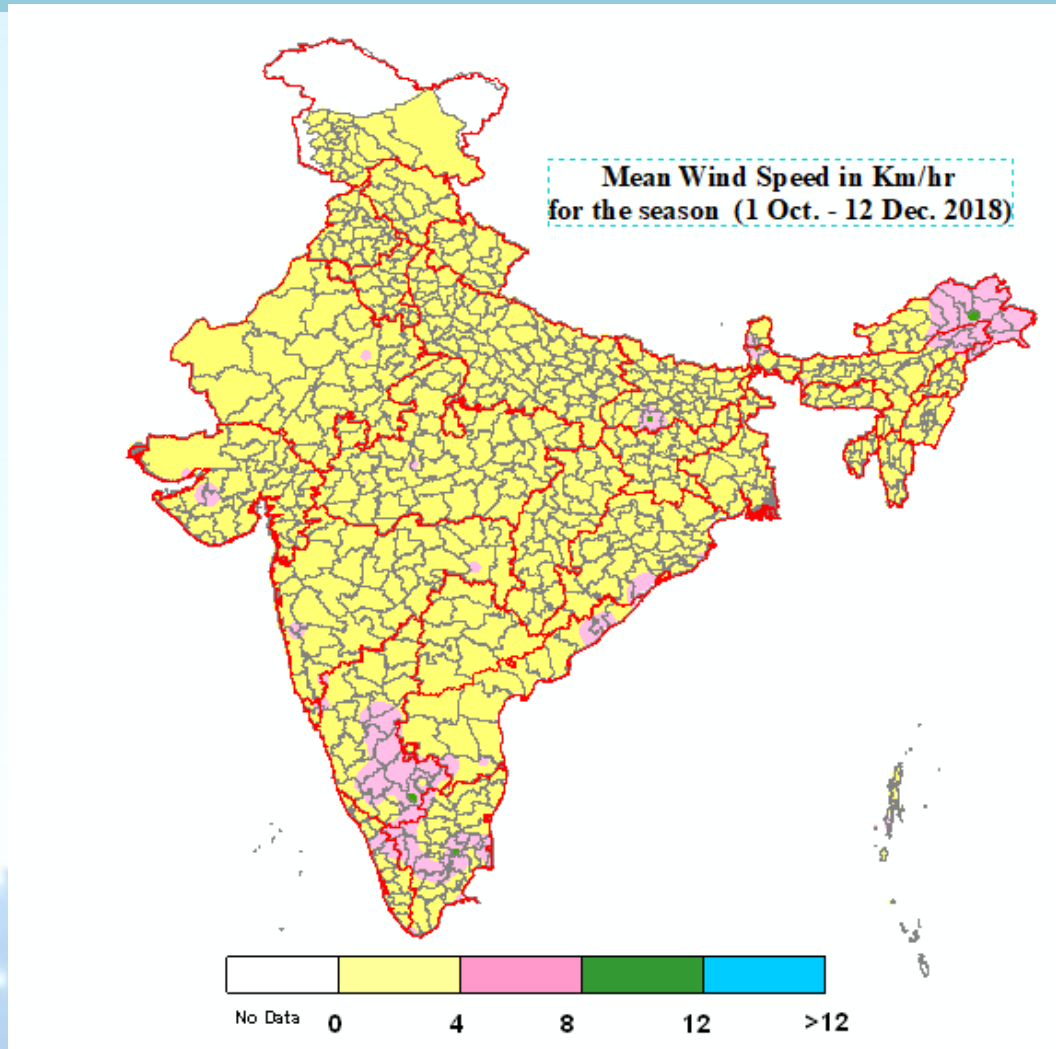 Mean Wind Speed in Km/hr
for the season (1 Oct. - 12 Dec. 2018)
No Data 0 4 8 12 >12